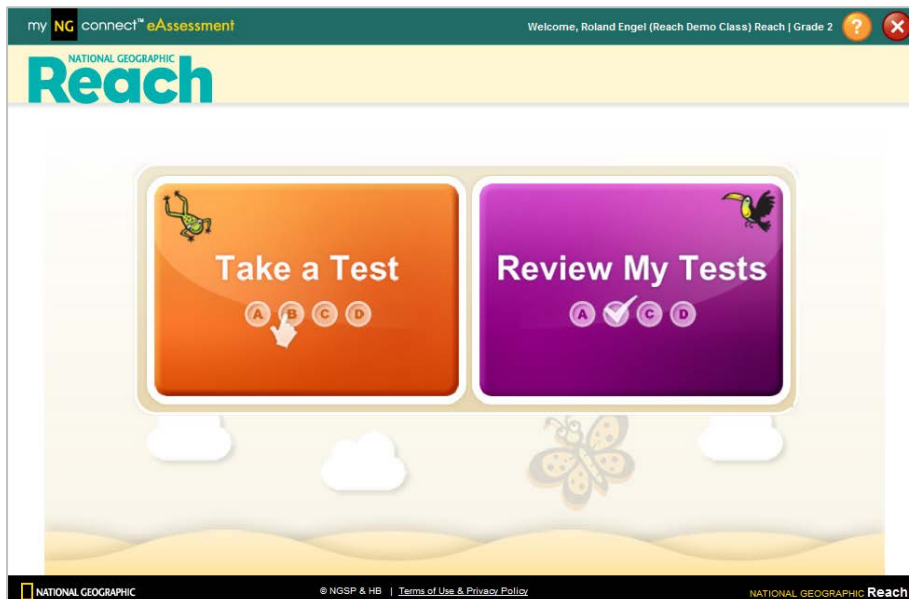 my NG connect™ eAssessment
Welcome, Roland Engel (Reach Demo Class) Reach | Grade 2
?
NATIONAL GEOGRAPHIC
Reach
Take a Test
A B C D
Review My Tests
A C D
NATIONAL GEOGRAPHIC
© NGSP & HB | Terms of Use & Privacy Policy
NATIONAL GEOGRAPHIC Reach